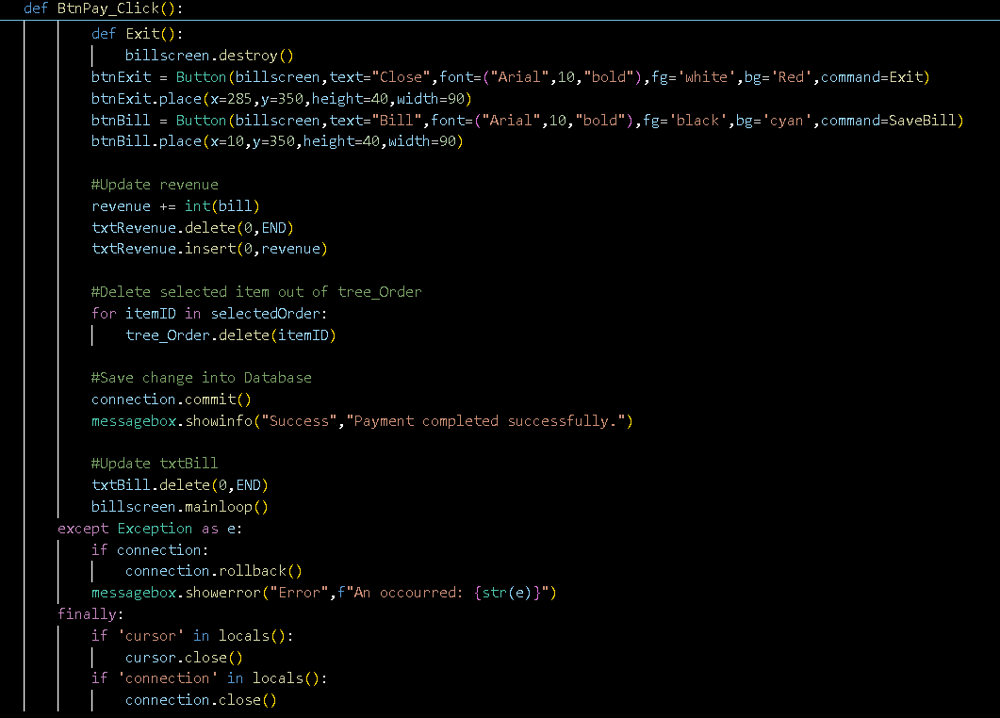 def BtnPay_Click():
def Exit():
billscreen.destroy()
btnExit = Button(billscreen,text="Close",font=("Arial",10,"bold"),fg='white',bg='Red',command=Exit)
btnExit.place(x=285,y=350,height=40,width=90)
btnBill = Button(billscreen,text="Bill",font=("Arial",10,"bold"),fg='black',bg='cyan',command=SaveBill)
btnBill.place(x=10,y=350,height=40,width=90)
#Update revenue
revenue += int(bill)
txtRevenue.delete(0,END)
txtRevenue.insert(0,revenue)
#Delete selected item out of tree_Order
for itemID in selectedOrder:
tree_Order.delete(itemID)
#Save change into Database
connection.commit()
messagebox.showinfo("Success","Payment completed successfully.")
#Update txtBill
txtBill.delete(0,END)
billscreen.mainloop()
except Exception as e:
if connection:
connection.rollback()
messagebox.showerror("Error",f"An occourred: {str(e)}")
finally:
if 'cursor' in locals():
cursor.close()
if 'connection' in locals():
connection.close()